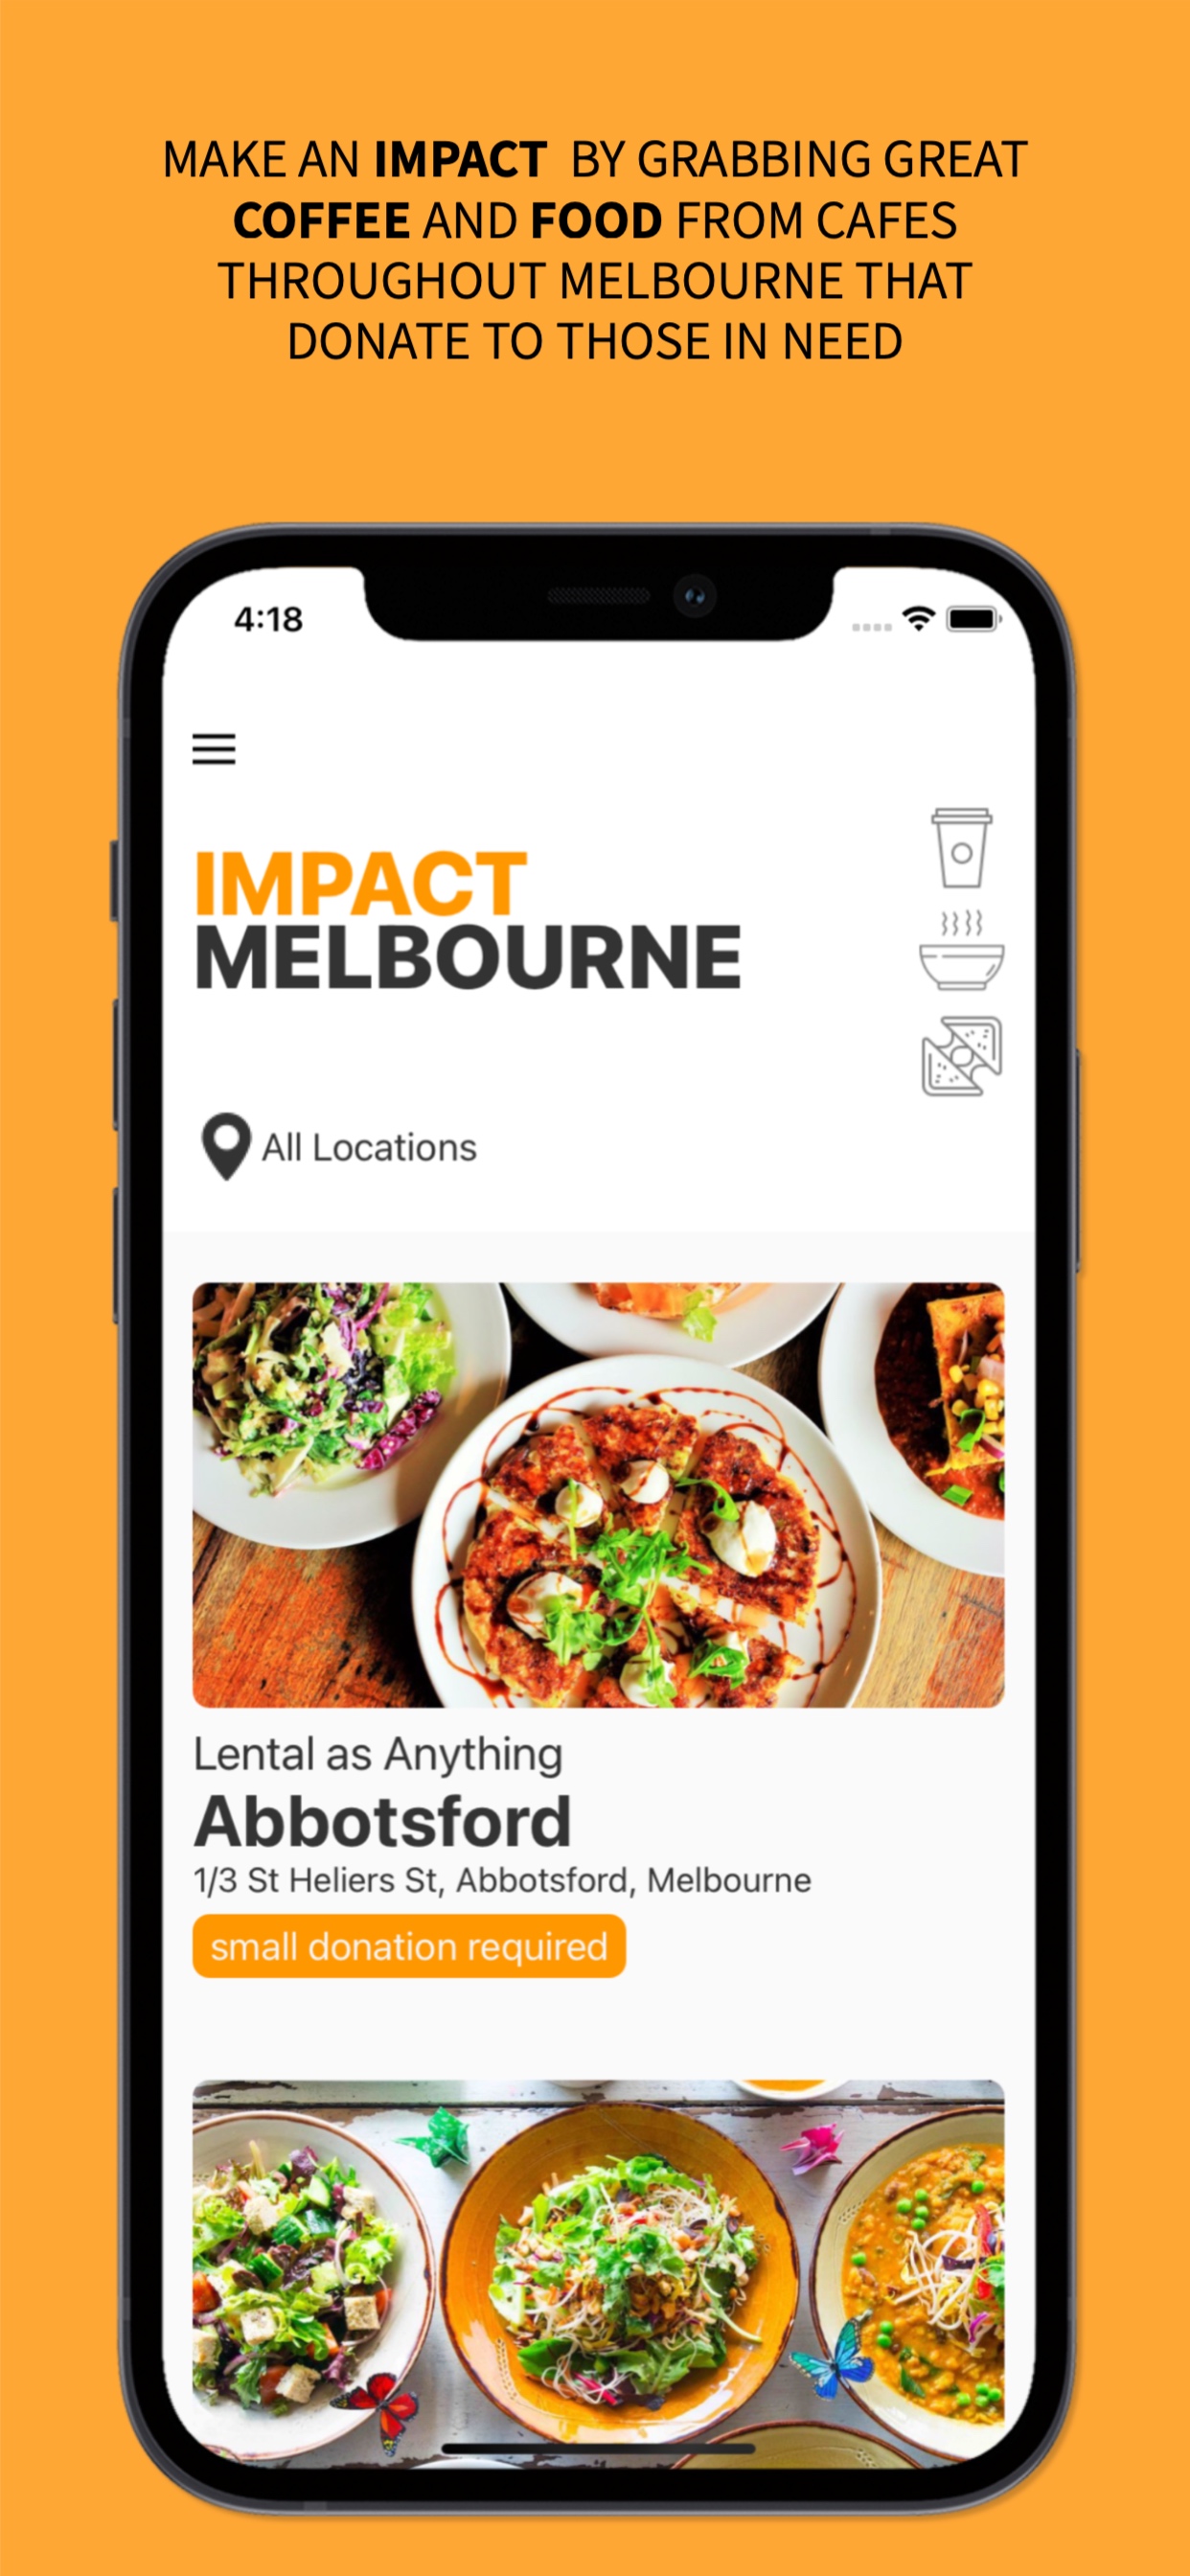 MAKE AN IMPACT BY GRABBING GREAT
COFFEE AND FOOD FROM CAFES
THROUGHOUT MELBOURNE THAT
DONATE TO THOSE IN NEED
4:18
IMPACT
MELBOURNE
All Locations
Lental as Anything
Abbotsford
1/3 St Heliers St, Abbotsford, Melbourne
small donation required